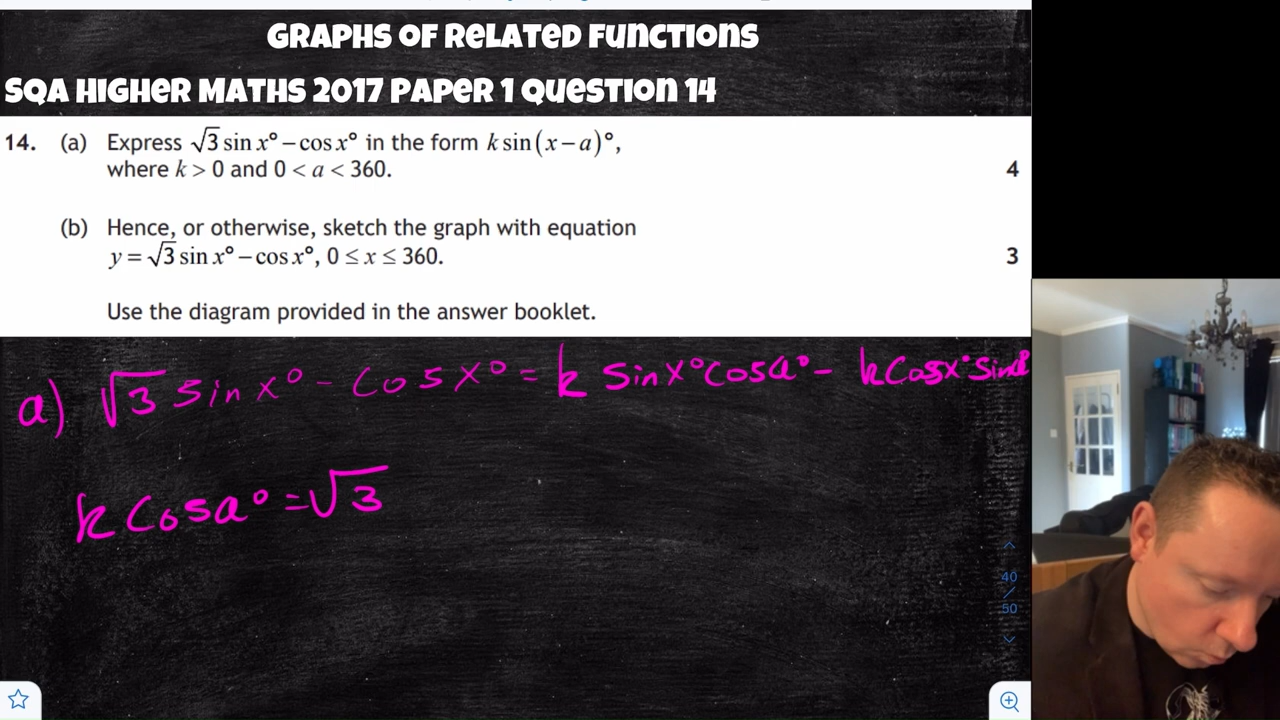 GRAPHS OF RELATED FUNCTIONS
SQA HIGHER MATHS 2017 PAPER 1 QUESTION 14
14. (a) Express √3 sin x° − cos x° in the form k sin(x − a)°,
where k > 0 and 0 < a < 360. 4
(b) Hence, or otherwise, sketch the graph with equation
y = √3 sin x° − cos x°, 0 ≤ x ≤ 360. 3
Use the diagram provided in the answer booklet.
a) √3 sin x° − cos x° = k sin x° cos a° − k cos x° sin a°
k cos a° = √3
40
/
50